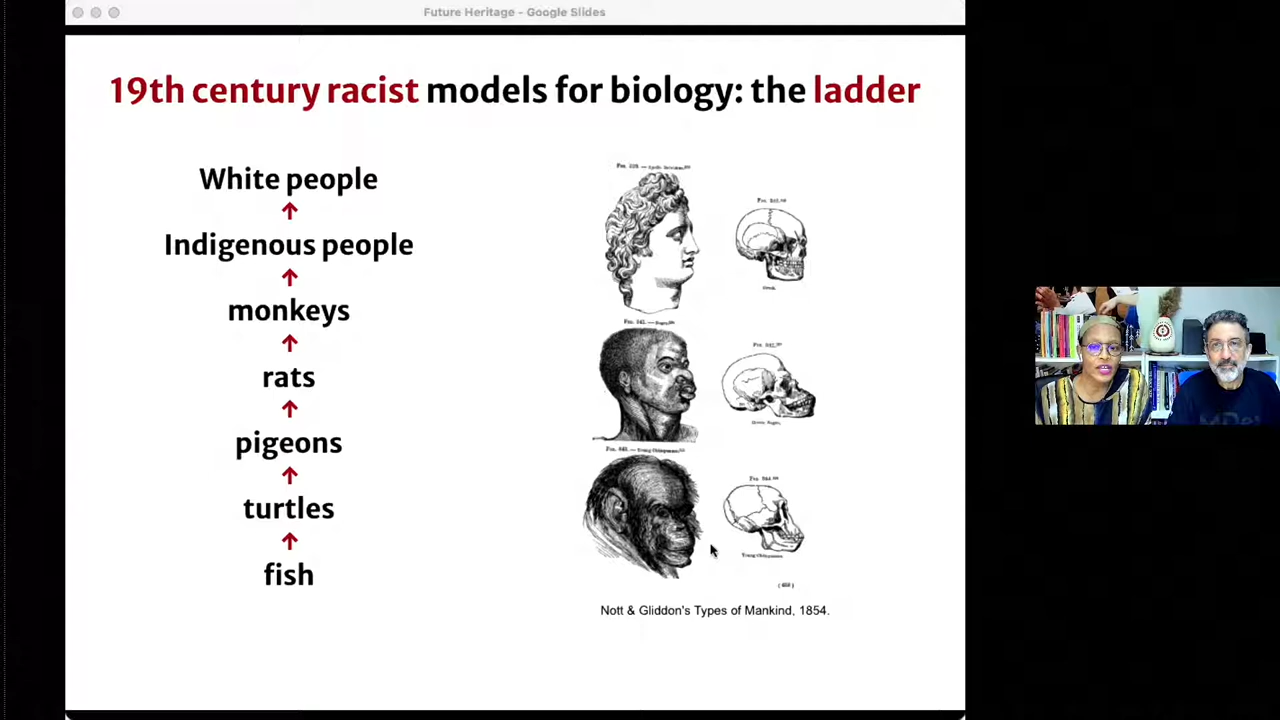 Future Heritage - Google Slides
19th century racist models for biology: the ladder
White people
↑
Indigenous people
↑
monkeys
↑
rats
↑
pigeons
↑
turtles
↑
fish
Nott & Gliddon's Types of Mankind, 1854.